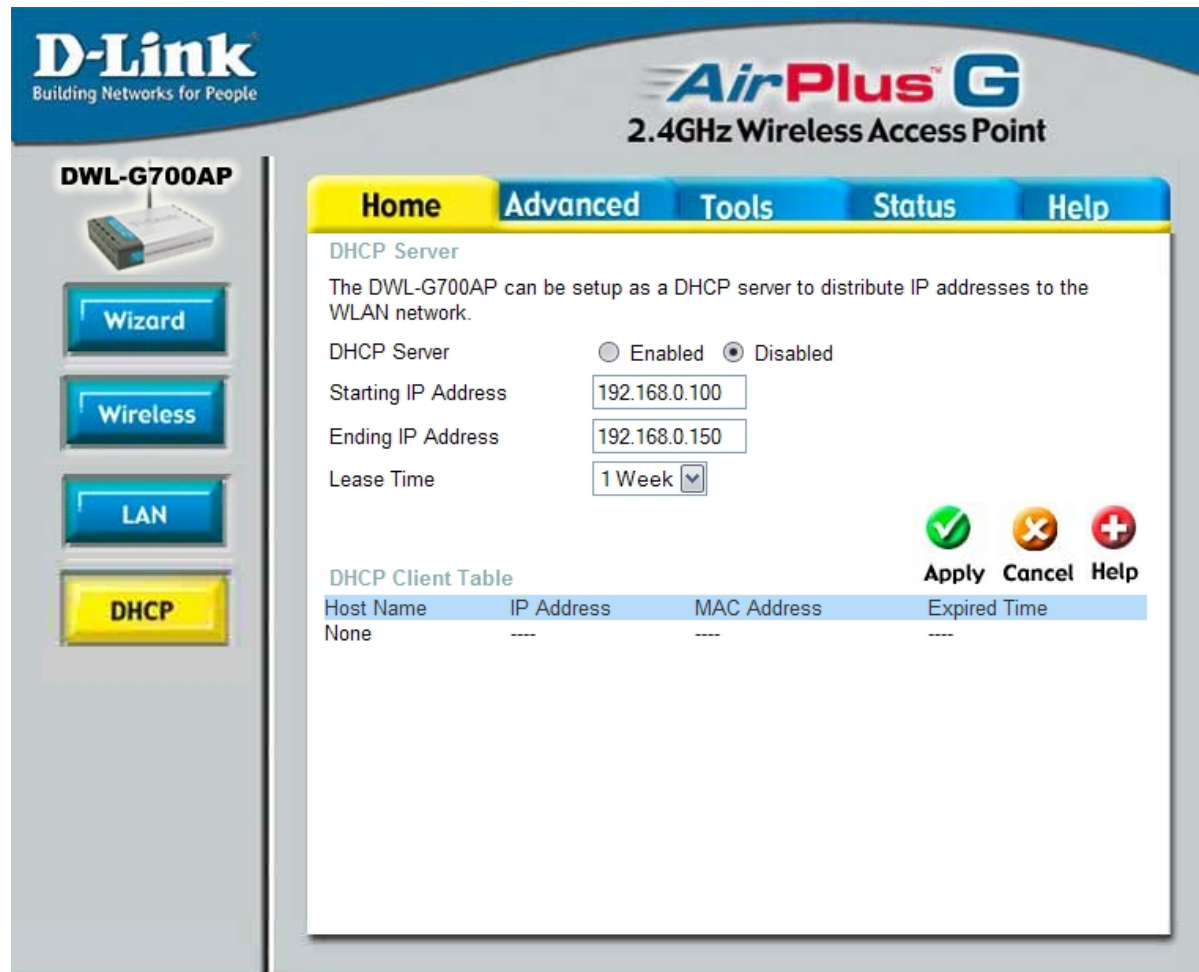 D-Link
Building Networks for People
AirPlus™ G
2.4GHz Wireless Access Point
DWL-G700AP
Home Advanced Tools Status Help
Wizard
Wireless
LAN
DHCP
DHCP Server
The DWL-G700AP can be setup as a DHCP server to distribute IP addresses to the
WLAN network.
DHCP Server Enabled Disabled
Starting IP Address 192.168.0.100
Ending IP Address 192.168.0.150
Lease Time 1 Week
Apply Cancel Help
DHCP Client Table
Host Name IP Address MAC Address Expired Time
None ---- ---- ----